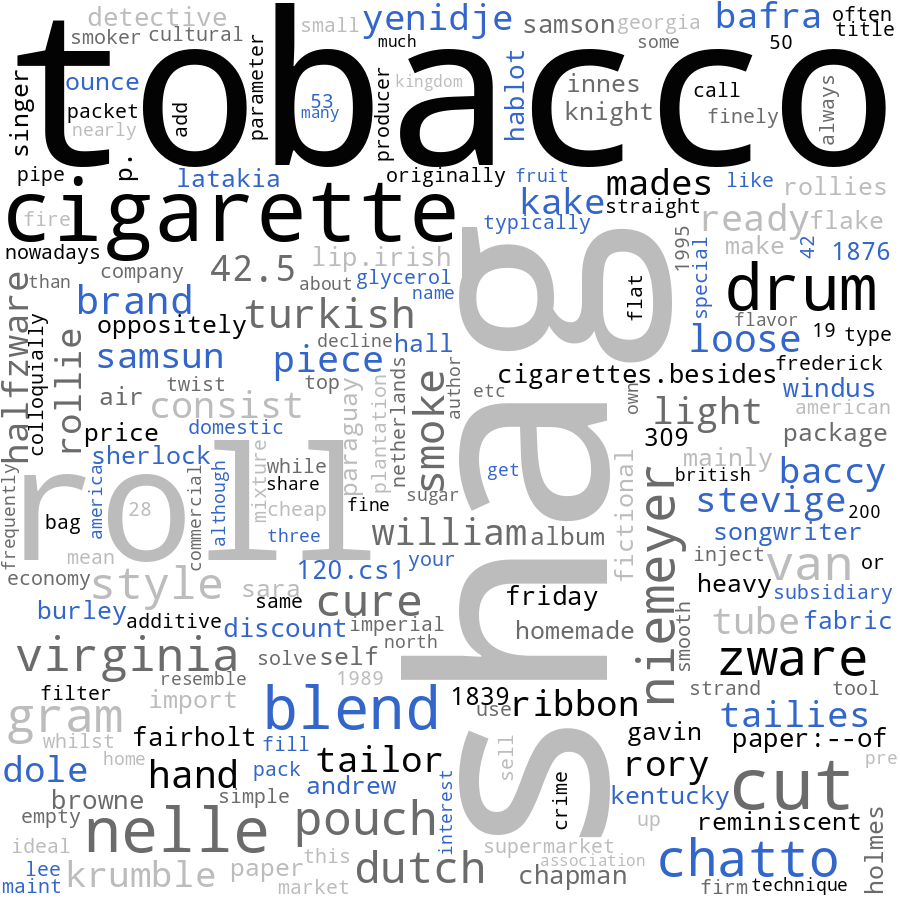 detective
small
yenidje
samson
georgia
bafra
often
title
smoker
cultural
parameter
much
some
50
tobacco
ounce
singer
packet
nearly
add
53
many
producer
kingdom
hablot
innes
knight
call
finely
always
pipe
p.
latakia
originally
fruit
mades
like
rollies
cigarette
fire
kake
straight
typically
ready
flake
nowadays
company
42.5
lip.irish
about
glycerol
name
1995
special
make
42
1876
halfzware
than
brand
turkish
oppositely
shag
flat
drum
flavor
loose
19
type
colloquially
rollie
samsun
decline
hall
piece
top
twist
air
consist
cigarettes.besides
frederick
windus
author
etc
own
light
american
netherlands
smoke
plantation
paraguay
price
domestic
309
package
sherlock
mainly
roll
frequently
america
commercial
although
mixture
while
share
cheap
three
28
bag
fine
sugar
get
fictional
british
baccy
stevige
200
niemeyer
songwriter
mean
william
album
economy
style
120.cs1
your
sara
inject
van
or
heavy
subsidiary
burley
additive
same
cure
friday
discount
imperial
homemade
smooth
tube
fabric
north
virginia
resemble
solve
self
zware
1989
filter
import
blend
1839
use
ribbon
strand
tool
gram
whilst
home
fairholt
fill
tailies
gavin
paper:--of
dole
hand
pack
tailor
andrew
sell
rory
pre
browne
simple
interest
crime
kentucky
cut
empty
nelle
pouch
up
reminiscent
holmes
ideal
lee
maint
krumble
paper
this
market
dutch
supermarket
association
chapman
chatto
firm
technique